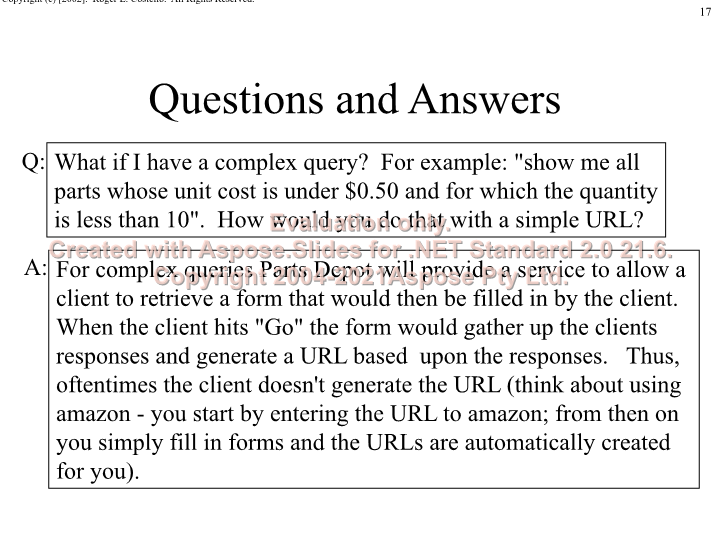 Copyright (c) [2002]. Roger L. Costello. All Rights Reserved.
17
Questions and Answers
Q:
What if I have a complex query?  For example: "show me all
parts whose unit cost is under $0.50 and for which the quantity
is less than 10".  How would you do that with a simple URL?
Evaluation only.
Created with Aspose.Slides for .NET Standard 2.0 21.6.
Copyright 2004-2021Aspose Pty Ltd.
A:
For complex queries Parts Depot will provide a service to allow a
client to retrieve a form that would then be filled in by the client.
When the client hits "Go" the form would gather up the clients
responses and generate a URL based  upon the responses.   Thus,
oftentimes the client doesn't generate the URL (think about using
amazon - you start by entering the URL to amazon; from then on
you simply fill in forms and the URLs are automatically created
for you).